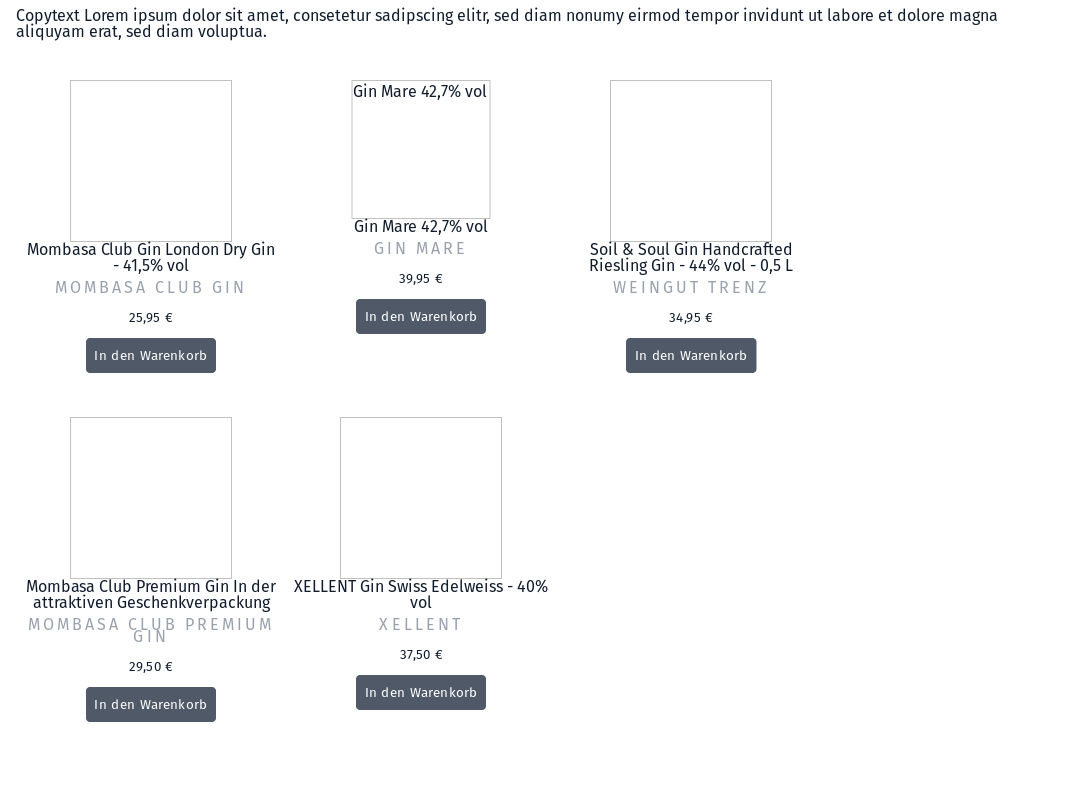 Copytext Lorem ipsum dolor sit amet, consetetur sadipscing elitr, sed diam nonumy eirmod tempor invidunt ut labore et dolore magna
aliquyam erat, sed diam voluptua.
Mombasa Club Gin London Dry Gin
- 41,5% vol
MOMBASA CLUB GIN
25,95 €
In den Warenkorb
Gin Mare 42,7% vol
Gin Mare 42,7% vol
GIN MARE
39,95 €
In den Warenkorb
Soil & Soul Gin Handcrafted
Riesling Gin - 44% vol - 0,5 L
WEINGUT TRENZ
34,95 €
In den Warenkorb
Mombasa Club Premium Gin In der
attraktiven Geschenkverpackung
MOMBASA CLUB PREMIUM
GIN
29,50 €
In den Warenkorb
XELLENT Gin Swiss Edelweiss - 40%
vol
XELLENT
37,50 €
In den Warenkorb